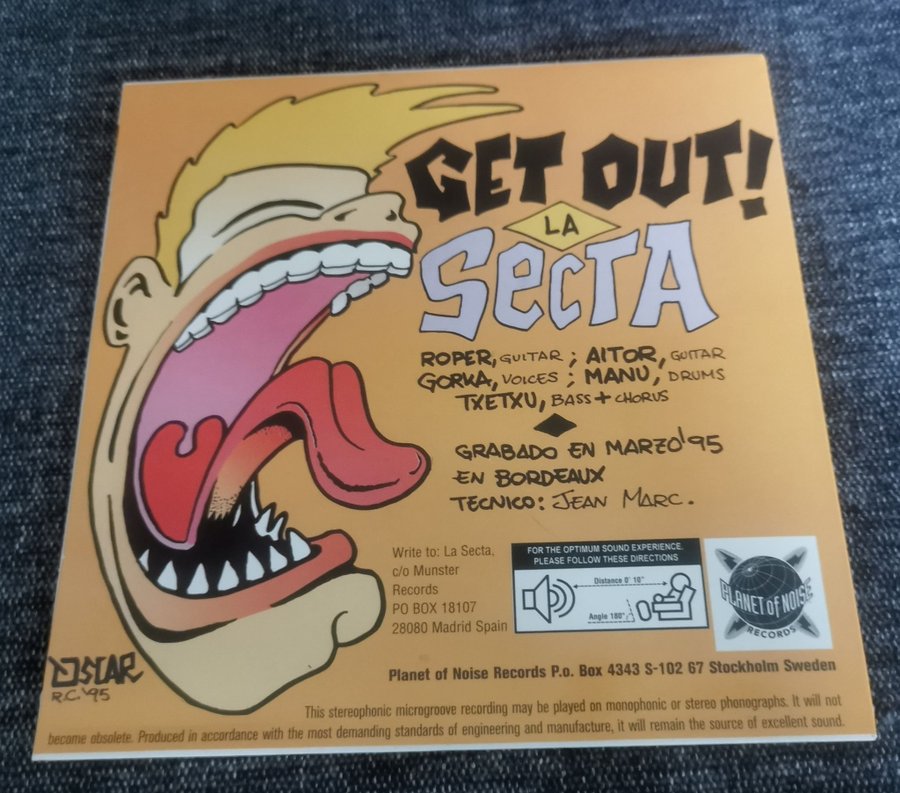 GET OUT!
LA
SECTA
ROPER, GUITAR ; AITOR, GUITAR
GORKA, VOICES ; MANU, DRUMS
TXETXU, BASS + CHORUS
GRABADO EN MARZO '95
EN BORDEAUX
TECNICO: JEAN MARC.
Write to: La Secta,
c/o Munster
Records
PO BOX 18107
28080 Madrid Spain
FOR THE OPTIMUM SOUND EXPERIENCE,
PLEASE FOLLOW THESE DIRECTIONS
Distance 0' 10"
Angle 180°
PLANET of NOISE
RECORDS
Planet of Noise Records P.o. Box 4343 S-102 67 Stockholm Sweden
OSCAR
R.C. '95
This stereophonic microgroove recording may be played on monophonic or stereo phonographs. It will not
become obsolete. Produced in accordance with the most demanding standards of engineering and manufacture, it will remain the source of excellent sound.